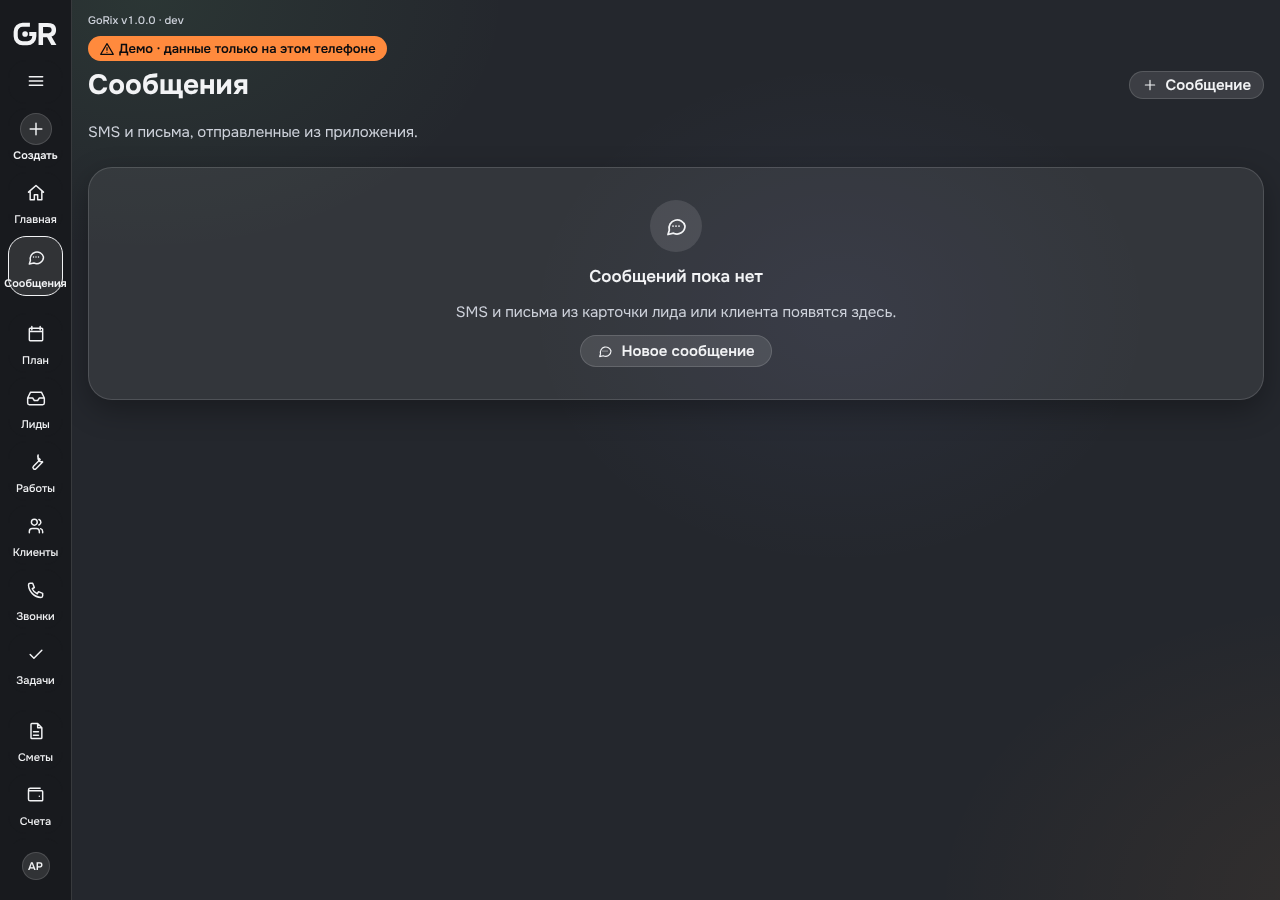 GR
Создать
Главная
Сообщения
План
Лиды
Работы
Клиенты
Звонки
Задачи
Сметы
Счета
AP
GoRix v1.0.0 · dev
Демо · данные только на этом телефоне
Сообщения
Сообщение
SMS и письма, отправленные из приложения.
Сообщений пока нет
SMS и письма из карточки лида или клиента появятся здесь.
Новое сообщение